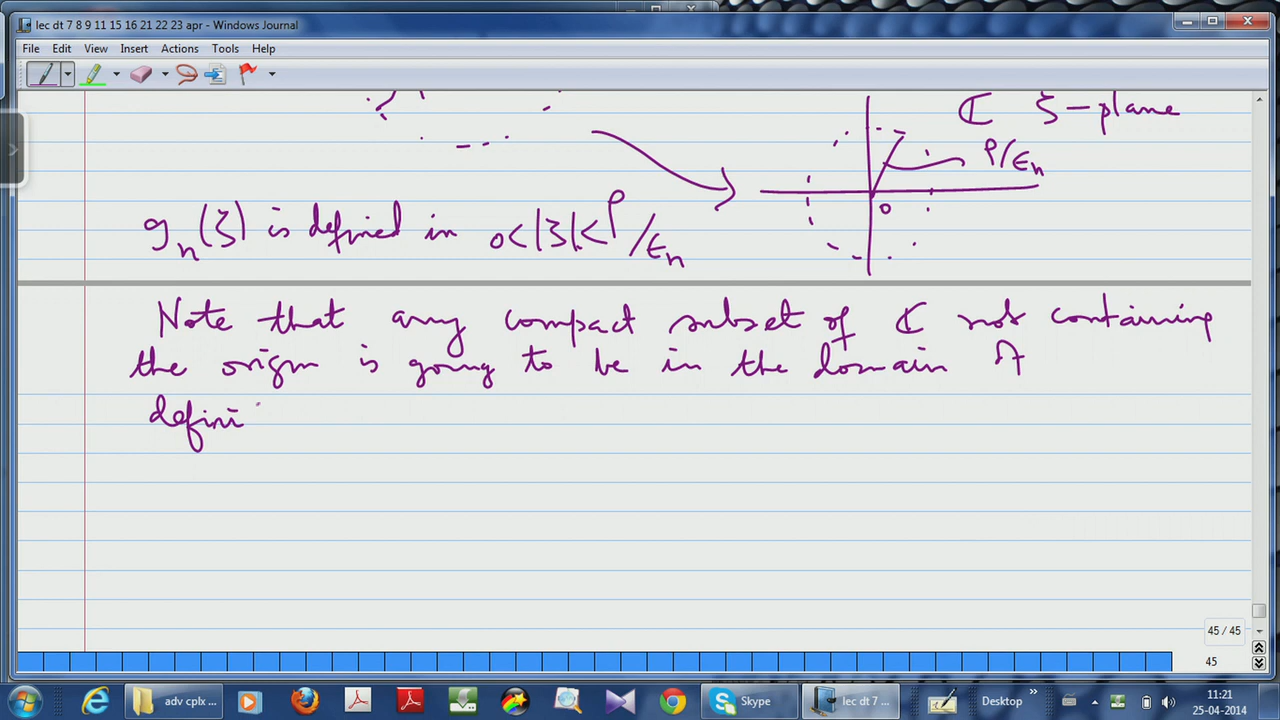 lec dt 7 8 9 11 15 16 21 22 23 apr - Windows Journal
File Edit View Insert Actions Tools Help
ℂ ζ-plane
ρ/ϵₙ
0
gₙ(ζ) is defined in 0<|ζ|<ρ/ϵₙ
Note that any compact subset of ℂ not containing
the origin is going to be in the domain of
defini
45 / 45
45
adv cplx ... Skype lec dt 7 ... Desktop 11:21
25-04-2014